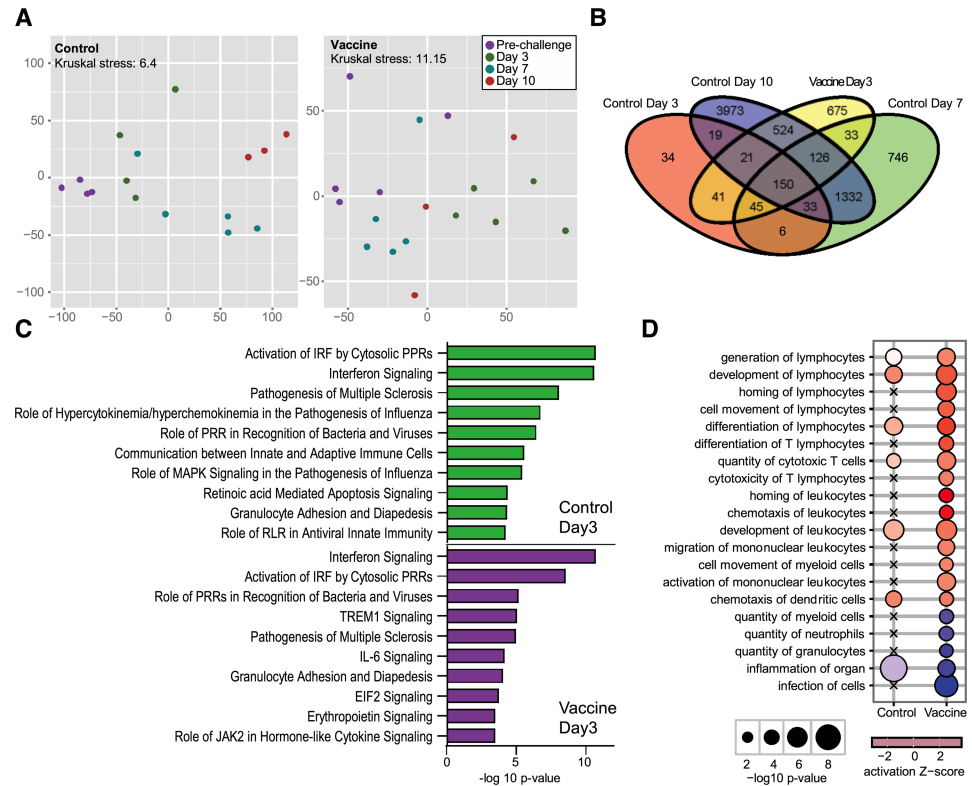 A
Control
Kruskal stress: 6.4
100
50
0
−50
−100
−100
−50
0
50
100
Vaccine
Kruskal stress: 11.15
Pre-challenge
Day 3
Day 7
Day 10
50
0
−50
−50
0
50
B
Control Day 10
Vaccine Day3
Control Day 3
Control Day 7
3973
675
19
524
33
34
21
126
746
150
41
45
33
1332
6
C
Activation of IRF by Cytosolic PPRs
Interferon Signaling
Pathogenesis of Multiple Sclerosis
Role of Hypercytokinemia/hyperchemokinemia in the Pathogenesis of Influenza
Role of PRR in Recognition of Bacteria and Viruses
Communication between Innate and Adaptive Immune Cells
Role of MAPK Signaling in the Pathogenesis of Influenza
Retinoic acid Mediated Apoptosis Signaling
Granulocyte Adhesion and Diapedesis
Role of RLR in Antiviral Innate Immunity
Control
Day3
Interferon Signaling
Activation of IRF by Cytosolic PRRs
Role of PRRs in Recognition of Bacteria and Viruses
TREM1 Signaling
Pathogenesis of Multiple Sclerosis
IL-6 Signaling
Granulocyte Adhesion and Diapedesis
EIF2 Signaling
Erythropoietin Signaling
Role of JAK2 in Hormone-like Cytokine Signaling
Vaccine
Day3
0
5
10
-log 10 p-value
D
generation of lymphocytes
development of lymphocytes
homing of lymphocytes
cell movement of lymphocytes
differentiation of lymphocytes
differentiation of T lymphocytes
quantity of cytotoxic T cells
cytotoxicity of T lymphocytes
homing of leukocytes
chemotaxis of leukocytes
development of leukocytes
migration of mononuclear leukocytes
cell movement of myeloid cells
activation of mononuclear leukocytes
chemotaxis of dendritic cells
quantity of myeloid cells
quantity of neutrophils
quantity of granulocytes
inflammation of organ
infection of cells
Control
Vaccine
2
4
6
8
−log10 p-value
−2
0
2
activation Z-score